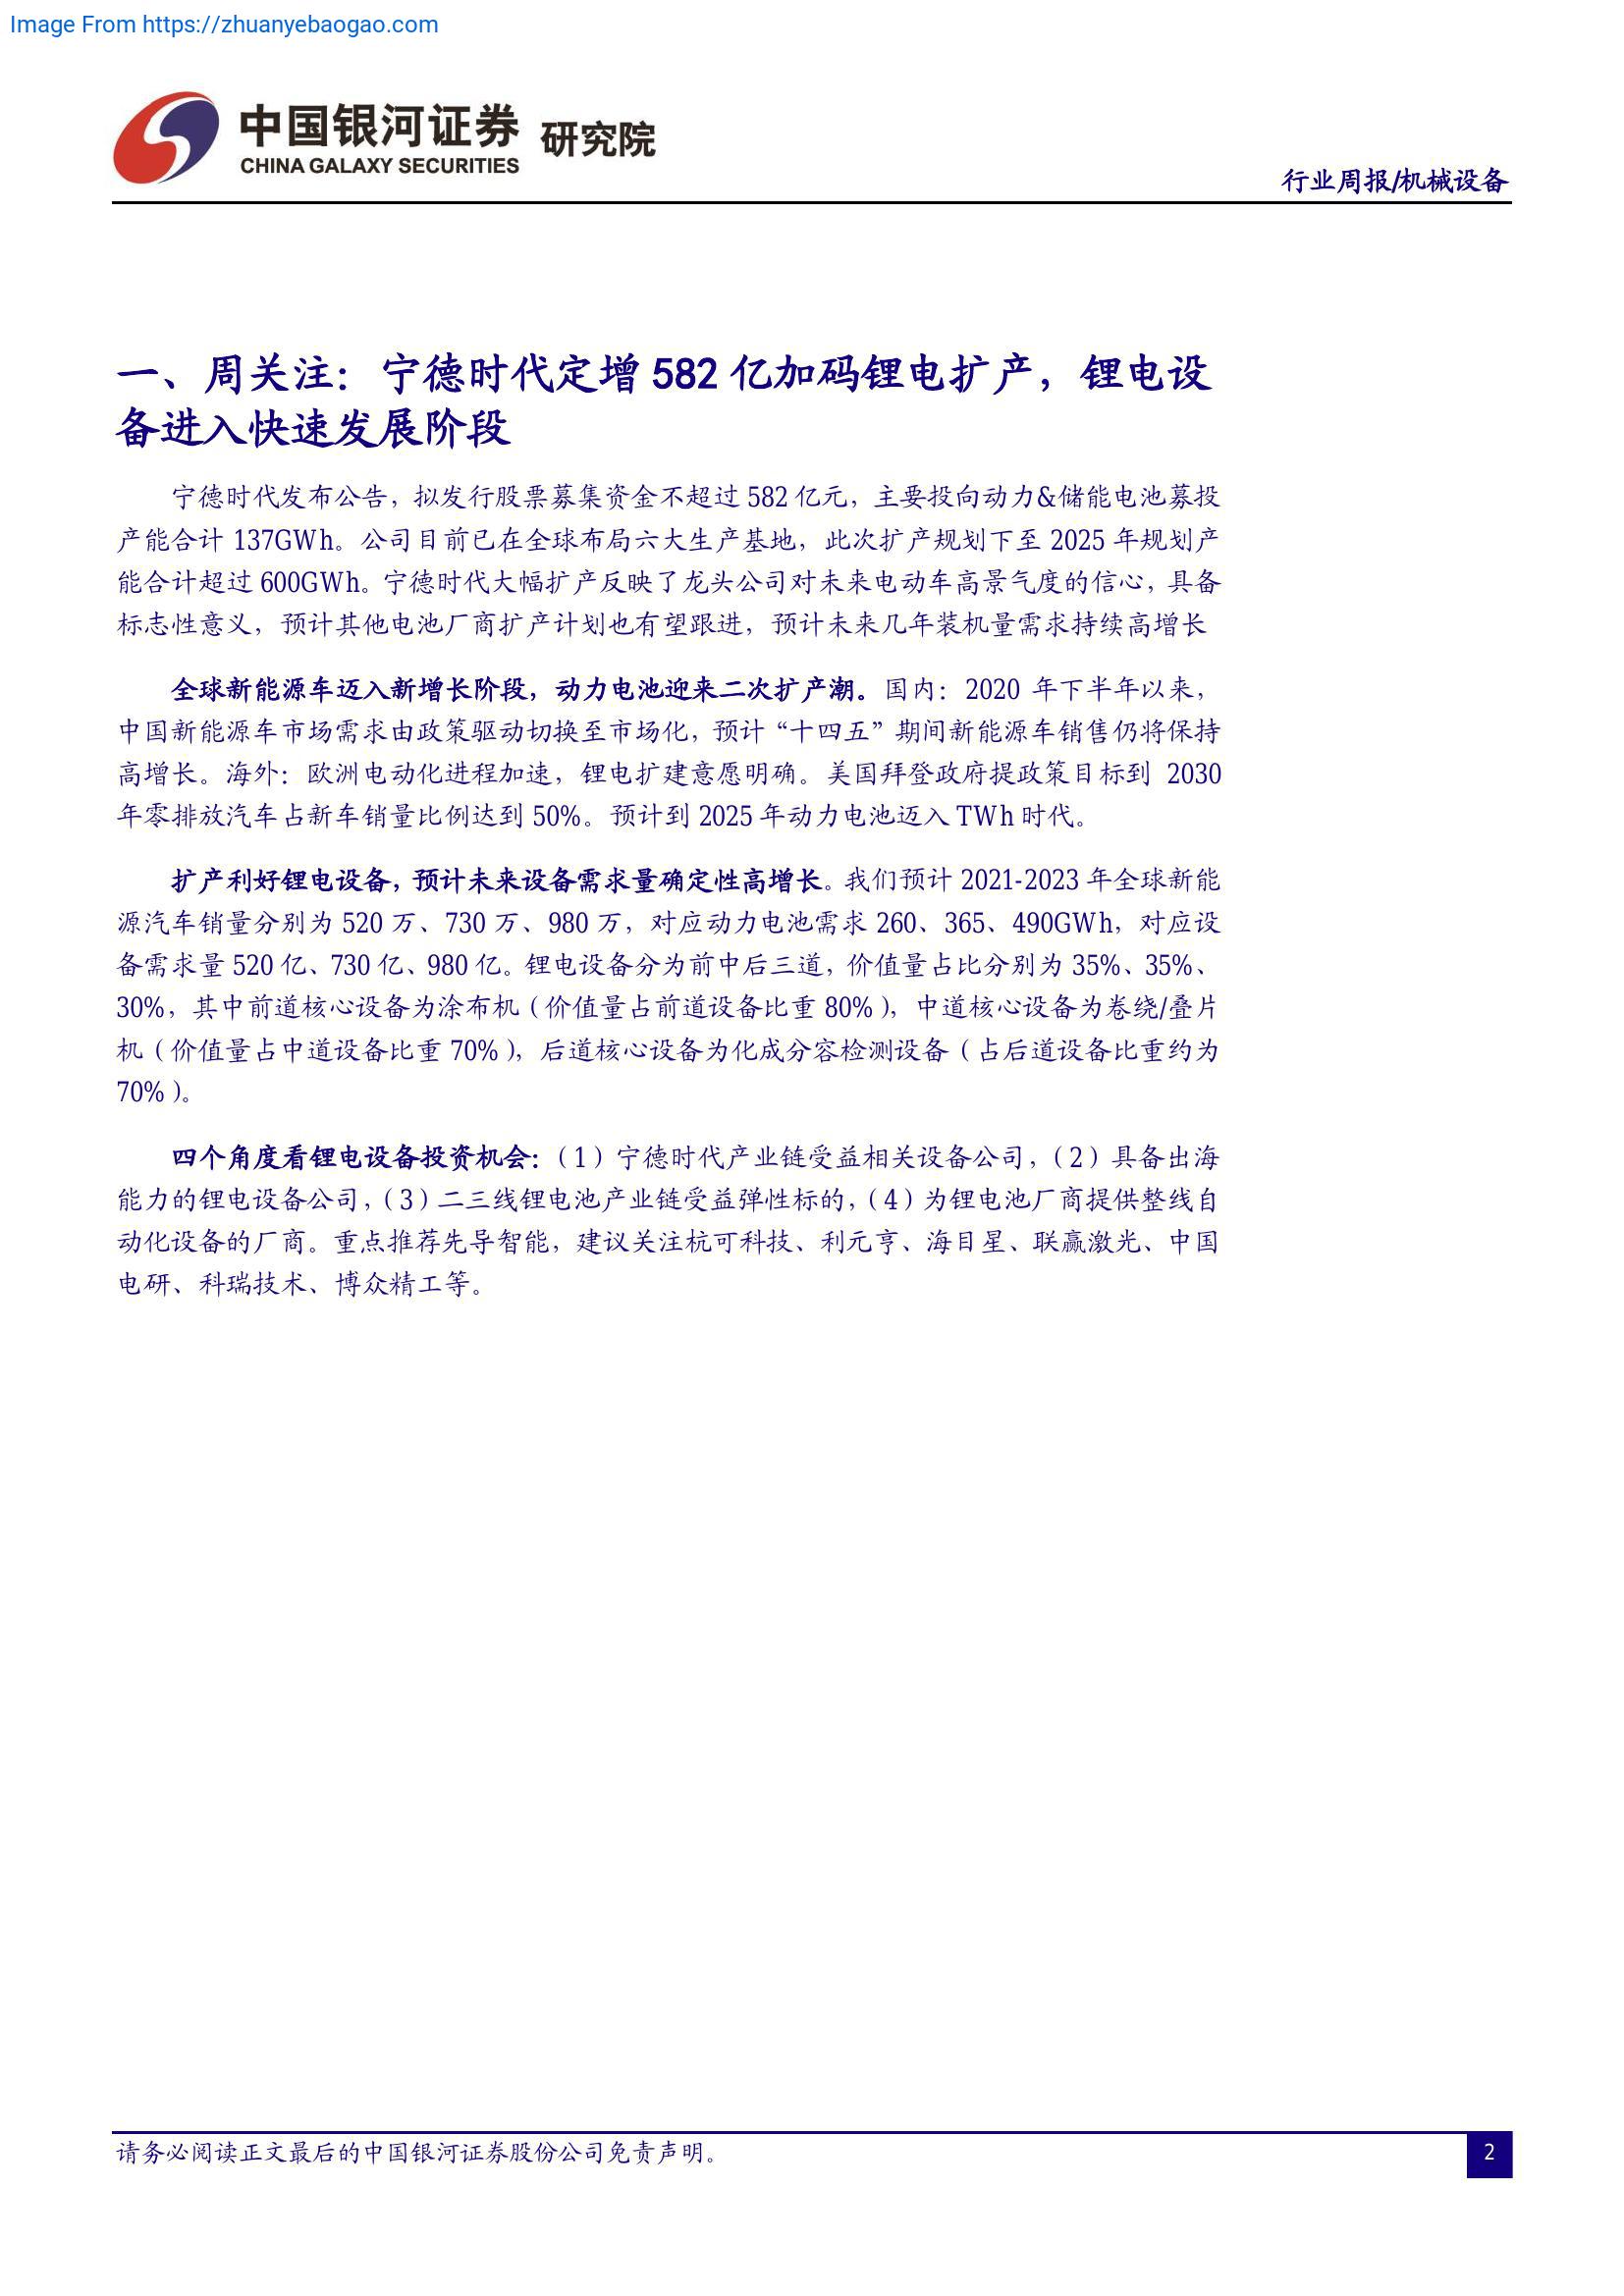 Image From https://zhuanyebaogao.com
中国银河证券 研究院
CHINA GALAXY SECURITIES
行业周报/机械设备
一、周关注：宁德时代定增 582 亿加码锂电扩产，锂电设
备进入快速发展阶段
宁德时代发布公告，拟发行股票募集资金不超过 582 亿元，主要投向动力&储能电池募投
产能合计 137GWh。公司目前已在全球布局六大生产基地，此次扩产规划下至 2025 年规划产
能合计超过 600GWh。宁德时代大幅扩产反映了龙头公司对未来电动车高景气度的信心，具备
标志性意义，预计其他电池厂商扩产计划也有望跟进，预计未来几年装机量需求持续高增长
全球新能源车迈入新增长阶段，动力电池迎来二次扩产潮。国内：2020 年下半年以来，
中国新能源车市场需求由政策驱动切换至市场化，预计“十四五”期间新能源车销售仍将保持
高增长。海外：欧洲电动化进程加速，锂电扩建意愿明确。美国拜登政府提政策目标到 2030
年零排放汽车占新车销量比例达到 50%。预计到 2025 年动力电池迈入 TWh 时代。
扩产利好锂电设备，预计未来设备需求量确定性高增长。我们预计 2021-2023 年全球新能
源汽车销量分别为 520 万、730 万、980 万，对应动力电池需求 260、365、490GWh，对应设
备需求量 520 亿、730 亿、980 亿。锂电设备分为前中后三道，价值量占比分别为 35%、35%、
30%，其中前道核心设备为涂布机（价值量占前道设备比重 80%），中道核心设备为卷绕/叠片
机（价值量占中道设备比重 70%），后道核心设备为化成分容检测设备（占后道设备比重约为
70%）。
四个角度看锂电设备投资机会：（1）宁德时代产业链受益相关设备公司，（2）具备出海
能力的锂电设备公司，（3）二三线锂电池产业链受益弹性标的，（4）为锂电池厂商提供整线自
动化设备的厂商。重点推荐先导智能，建议关注杭可科技、利元亨、海目星、联赢激光、中国
电研、科瑞技术、博众精工等。
请务必阅读正文最后的中国银河证券股份公司免责声明。
2